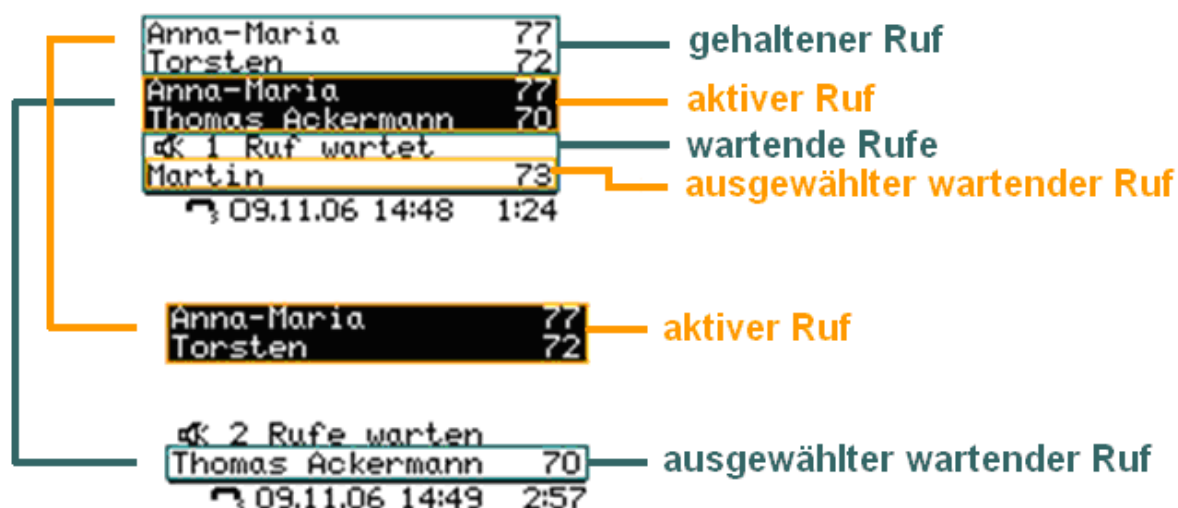 Anna-Maria 77 gehaltener Ruf
Torsten 72
Anna-Maria 77 aktiver Ruf
Thomas Ackermann 70
1 Ruf wartet wartende Rufe
Martin 73 ausgewählter wartender Ruf
09.11.06 14:48 1:24
Anna-Maria 77 aktiver Ruf
Torsten 72
2 Rufe warten
Thomas Ackermann 70 ausgewählter wartender Ruf
09.11.06 14:49 2:57